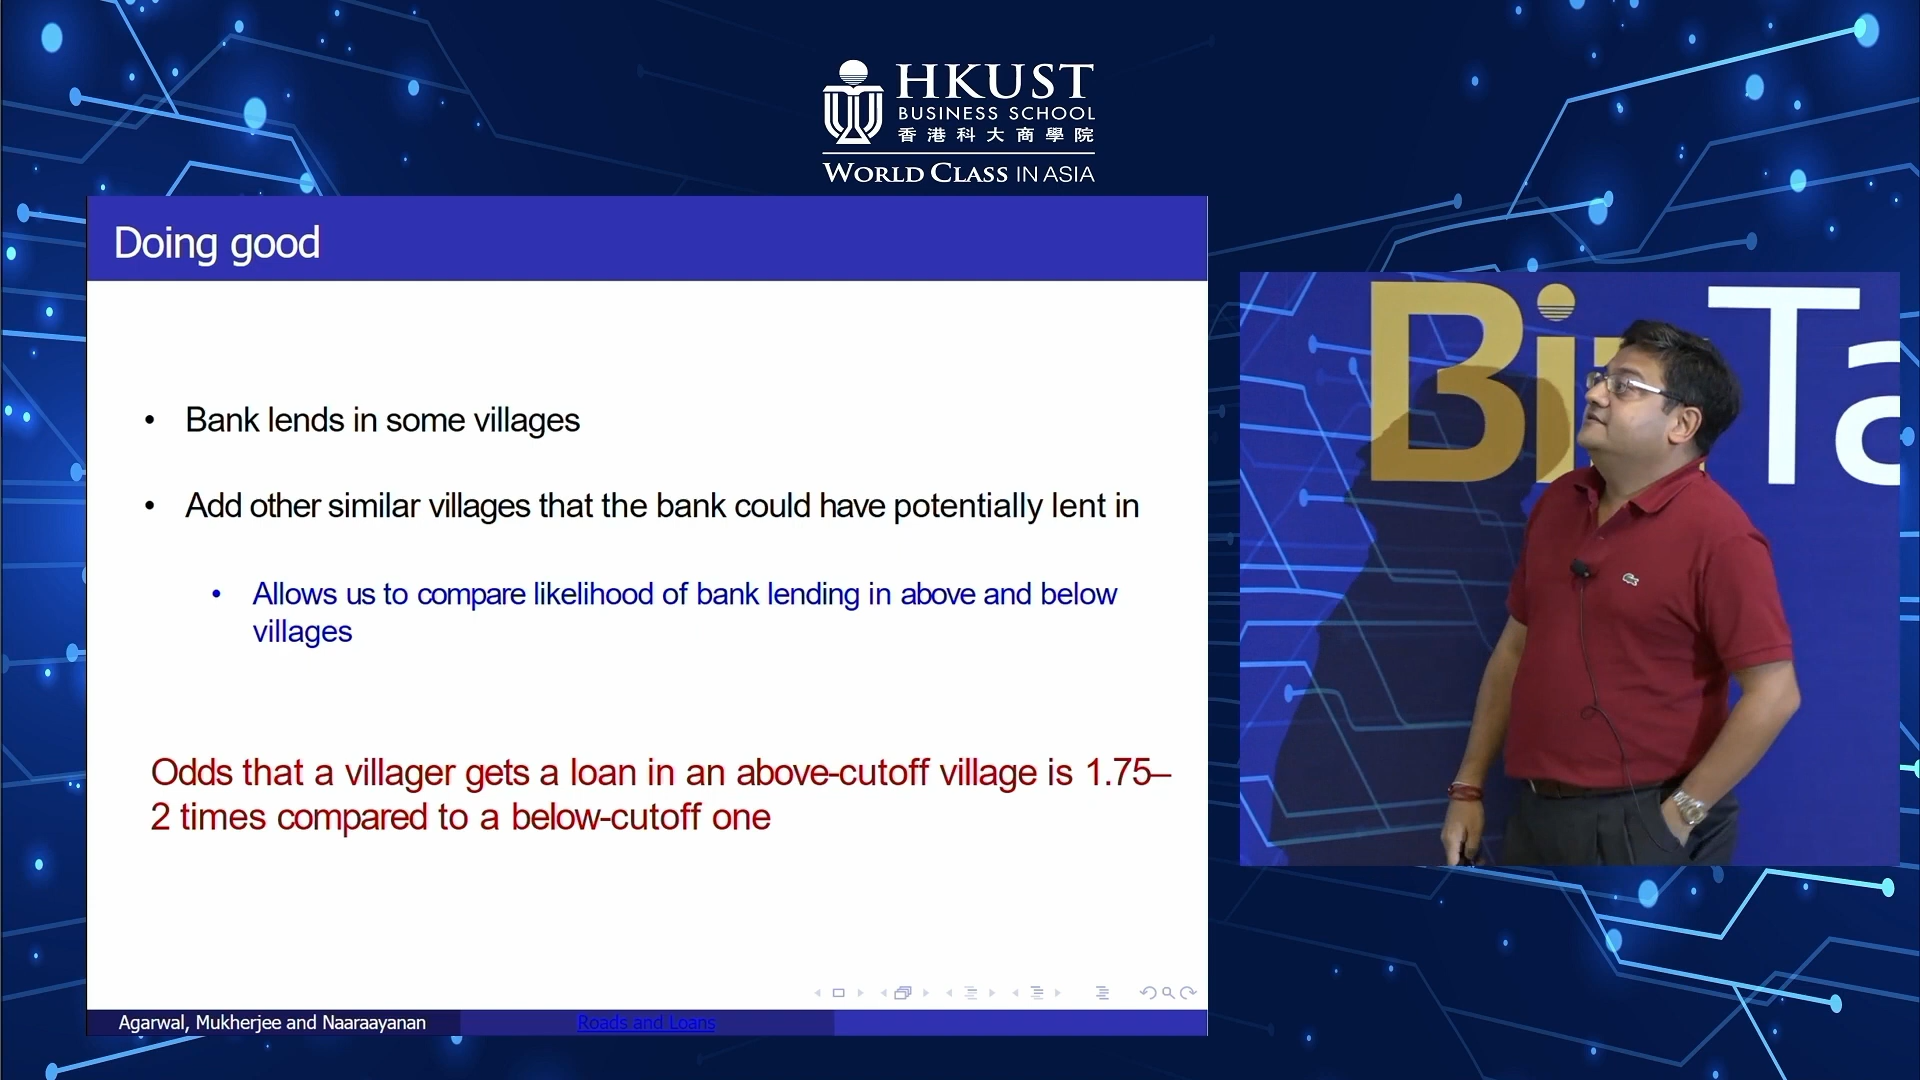 HKUST
BUSINESS SCHOOL
香港科大商學院
WORLD CLASS IN ASIA
Doing good
• Bank lends in some villages
• Add other similar villages that the bank could have potentially lent in
• Allows us to compare likelihood of bank lending in above and below
villages
Odds that a villager gets a loan in an above-cutoff village is 1.75–
2 times compared to a below-cutoff one
Agarwal, Mukherjee and Naaraayanan
Roads and Loans